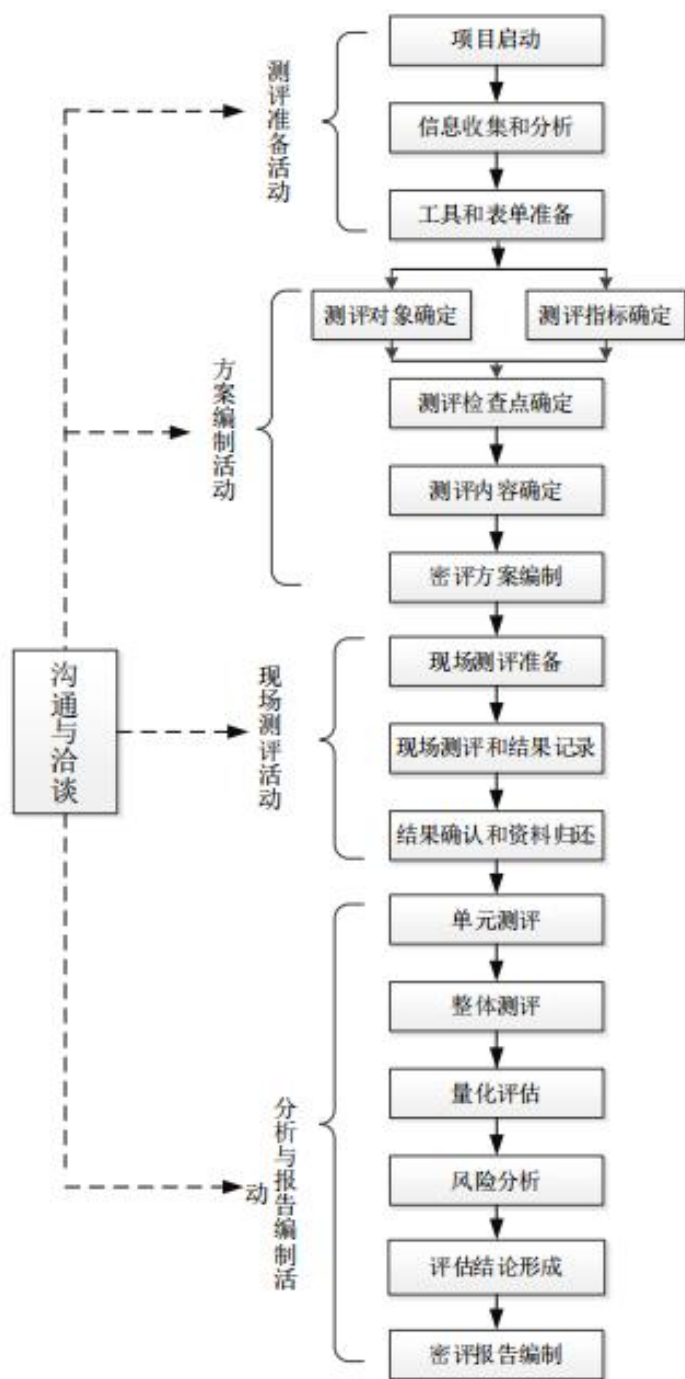 项目启动
测评准备活动
信息收集和分析
工具和表单准备
测评对象确定
测评指标确定
方案编制活动
测评检查点确定
测评内容确定
密评方案编制
沟通与洽谈
现场测评活动
现场测评准备
现场测评和结果记录
结果确认和资料归还
单元测评
整体测评
量化评估
分析与报告编制活
动
风险分析
评估结论形成
密评报告编制